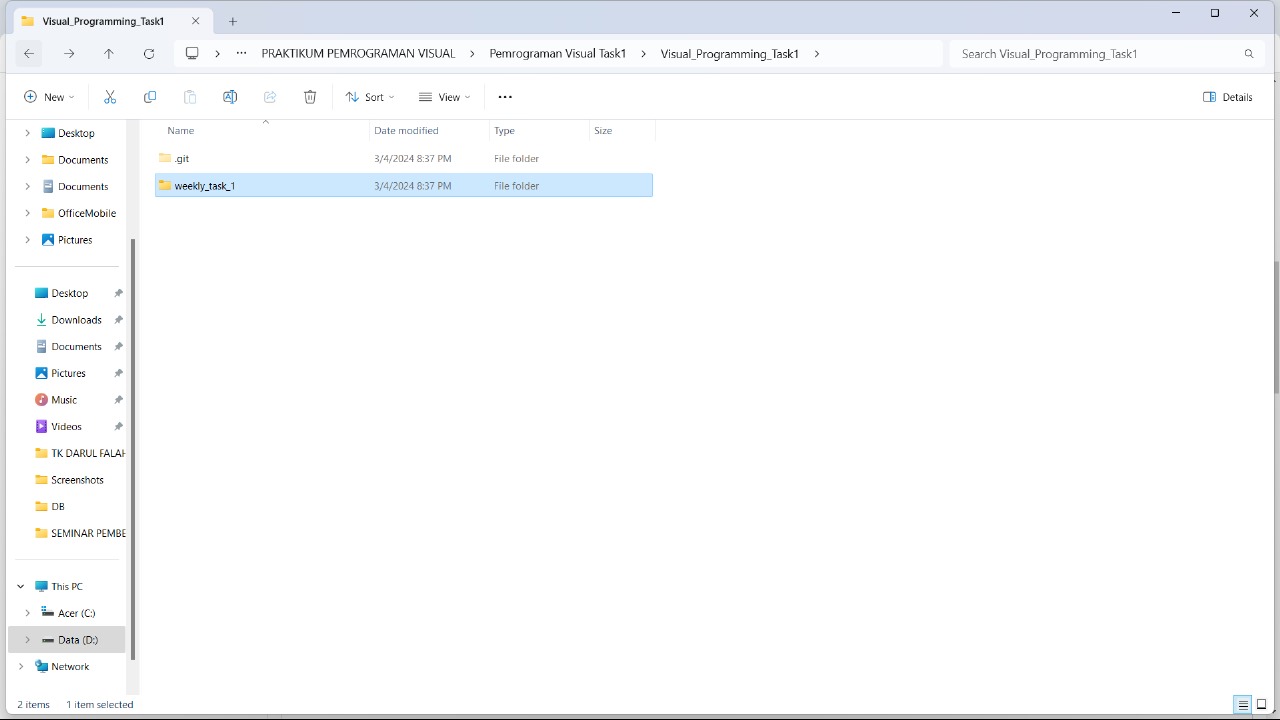 Visual_Programming_Task1
PRAKTIKUM PEMROGRAMAN VISUAL > Pemrograman Visual Task1 > Visual_Programming_Task1 >
Search Visual_Programming_Task1
New
Sort
View
Details
Desktop
Documents
Documents
OfficeMobile
Pictures
Desktop
Downloads
Documents
Pictures
Music
Videos
TK DARUL FALAH
Screenshots
DB
SEMINAR PEMBE
This PC
Acer (C:)
Data (D:)
Network
Name Date modified Type Size
.git 3/4/2024 8:37 PM File folder
weekly_task_1 3/4/2024 8:37 PM File folder
2 items 1 item selected